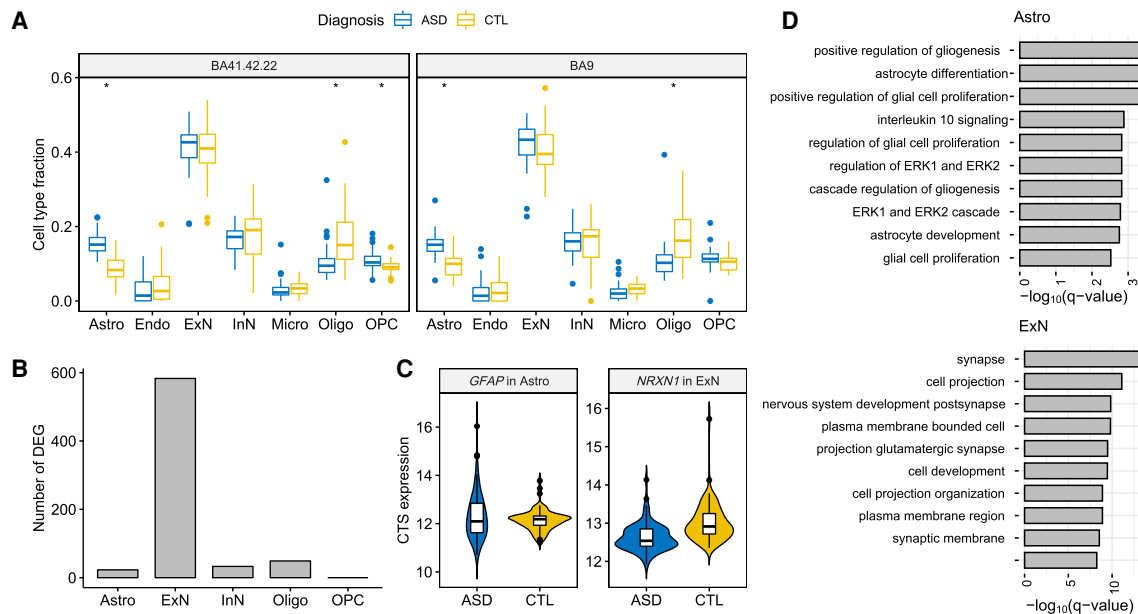 A
Diagnosis ASD CTL
BA41.42.22 BA9
Cell type fraction
0.6
0.4
0.2
0.0
* * * * *
Astro Endo ExN InN Micro Oligo OPC
Astro Endo ExN InN Micro Oligo OPC
B
Number of DEG
600
400
200
0
Astro ExN InN Oligo OPC
C
GFAP in Astro
CTS expression
16
14
12
10
ASD CTL
NRXN1 in ExN
16
15
14
13
12
ASD CTL
D
Astro
positive regulation of gliogenesis
astrocyte differentiation
positive regulation of glial cell proliferation
interleukin 10 signaling
regulation of glial cell proliferation
regulation of ERK1 and ERK2
cascade regulation of gliogenesis
ERK1 and ERK2 cascade
astrocyte development
glial cell proliferation
0 1 2 3
−log10(q−value)
ExN
synapse
cell projection
nervous system development postsynapse
plasma membrane bounded cell
projection glutamatergic synapse
cell development
cell projection organization
plasma membrane region
synaptic membrane
0 5 10
−log10(q−value)